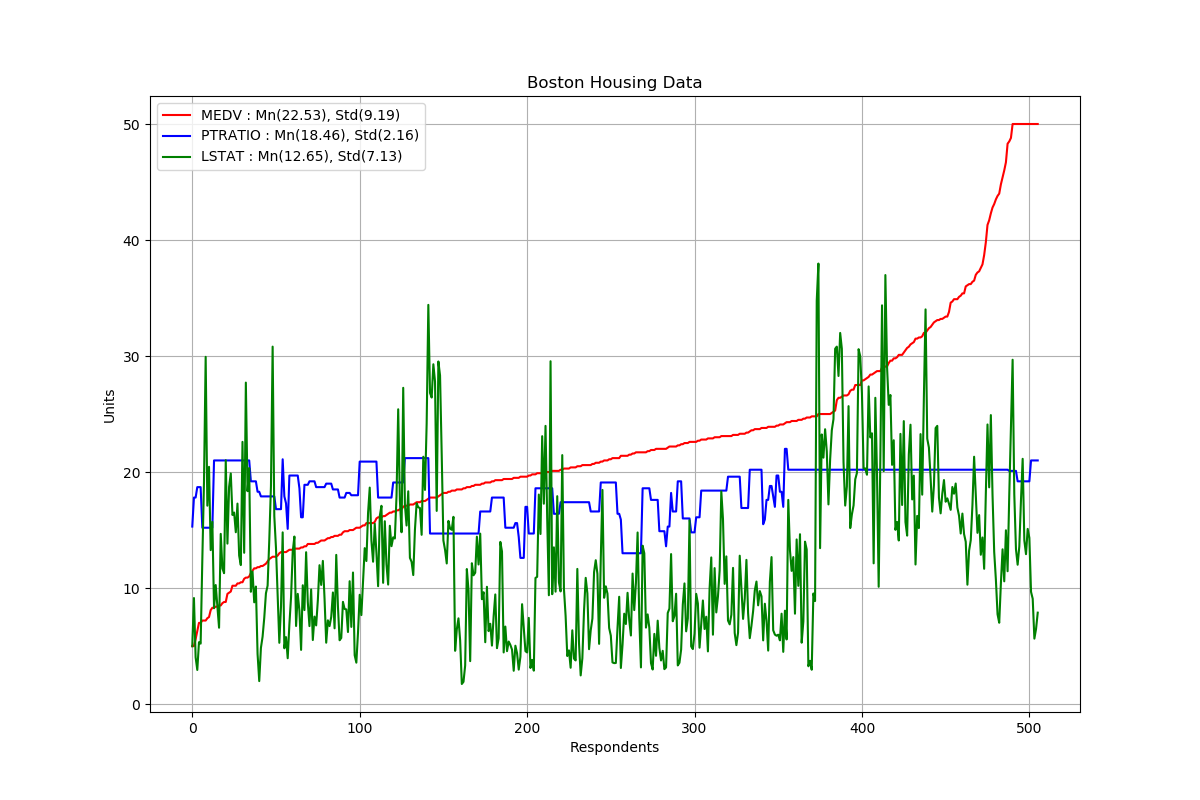 Boston Housing Data
MEDV : Mn(22.53), Std(9.19)
PTRATIO : Mn(18.46), Std(2.16)
LSTAT : Mn(12.65), Std(7.13)
50
40
30
20
10
0
Units
0 100 200 300 400 500
Respondents